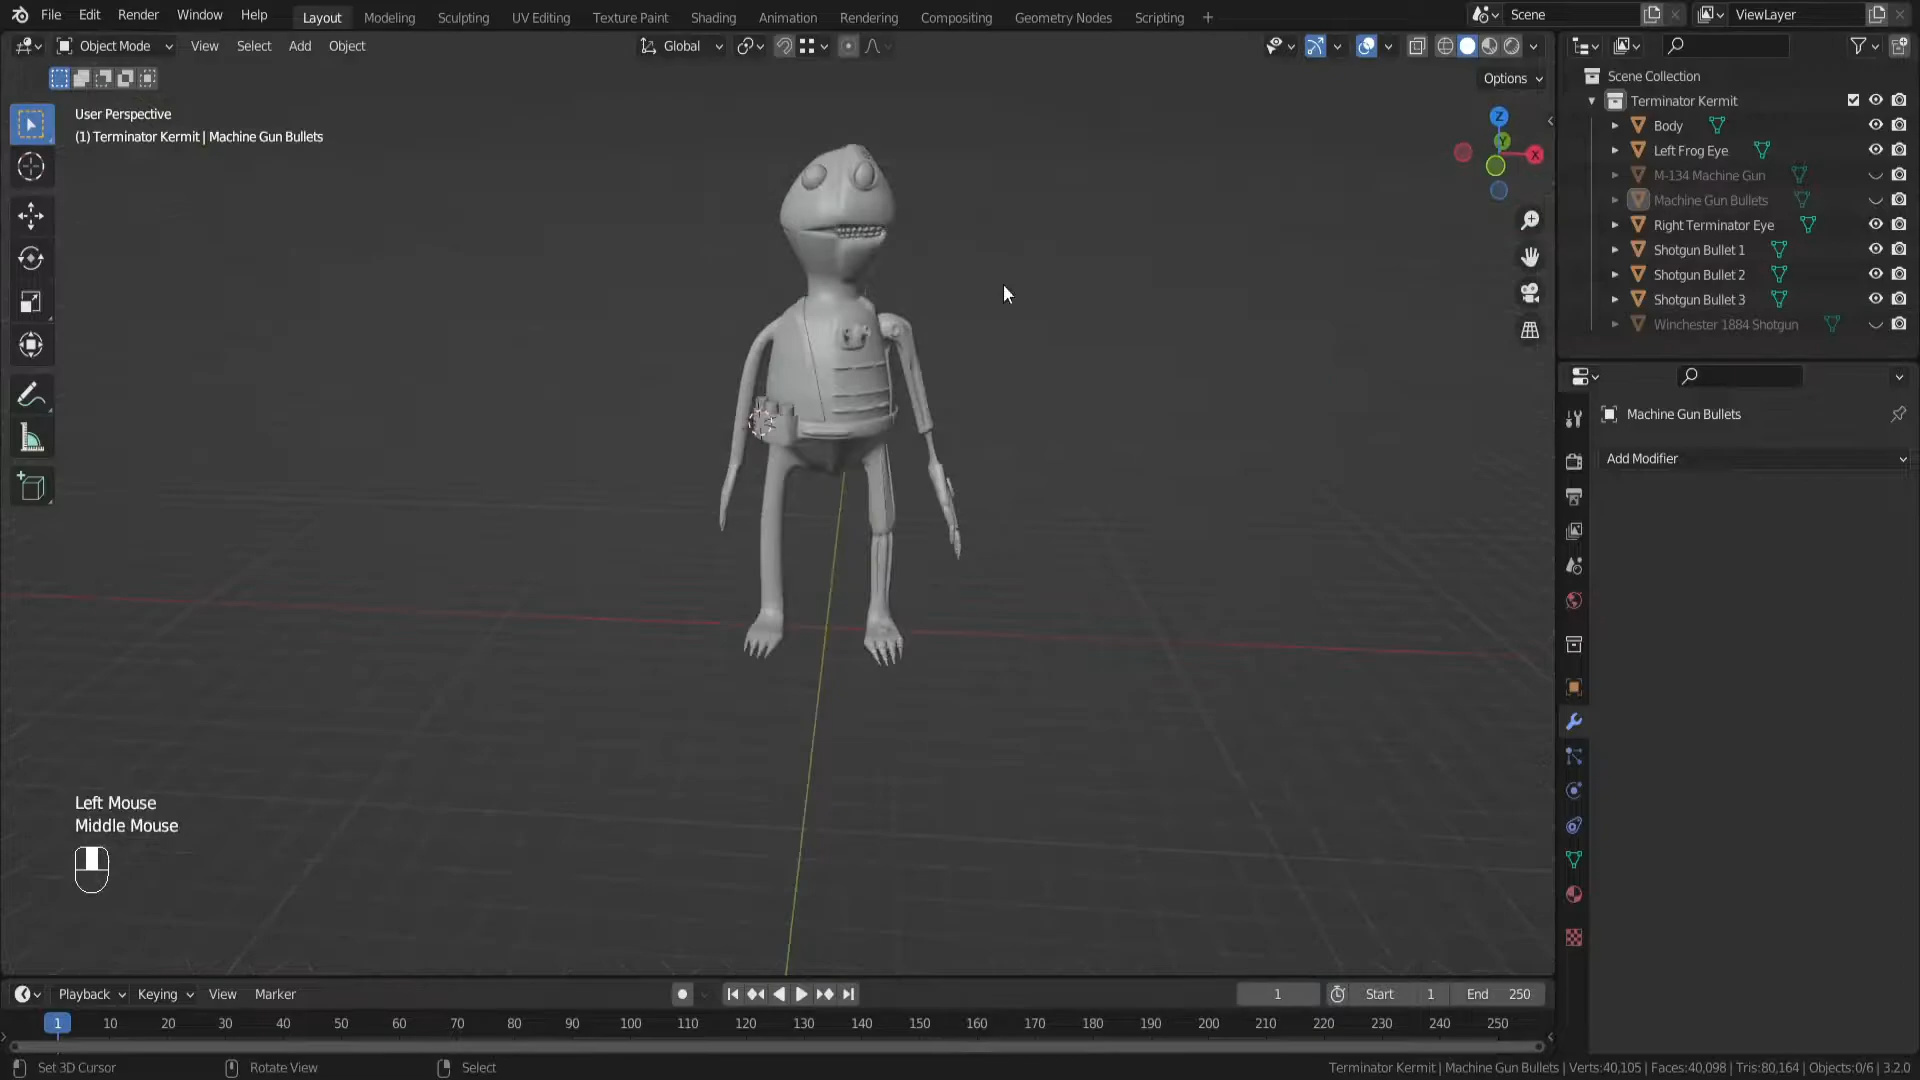 File Edit Render Window Help Layout Modeling Sculpting UV Editing Texture Paint Shading Animation Rendering Compositing Geometry Nodes Scripting + Scene ViewLayer
Object Mode View Select Add Object Global
Options
User Perspective
(1) Terminator Kermit | Machine Gun Bullets
Z
Y
X
Scene Collection
Terminator Kermit
Body
Left Frog Eye
M-134 Machine Gun
Machine Gun Bullets
Right Terminator Eye
Shotgun Bullet 1
Shotgun Bullet 2
Shotgun Bullet 3
Winchester 1884 Shotgun
Machine Gun Bullets
Add Modifier
Left Mouse
Middle Mouse
Playback Keying View Marker 1 Start 1 End 250
1 10 20 30 40 50 60 70 80 90 100 110 120 130 140 150 160 170 180 190 200 210 220 230 240 250
Set 3D Cursor Rotate View Select Terminator Kermit | Machine Gun Bullets | Verts:40,105 | Faces:40,098 | Tris:80,164 | Objects:0/6 | 3.2.0